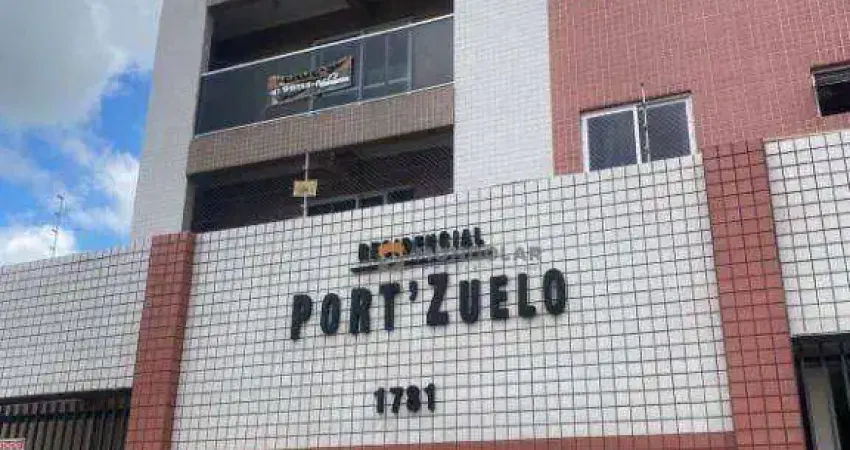 RESIDENCIAL
PORT'ZUELO
1731